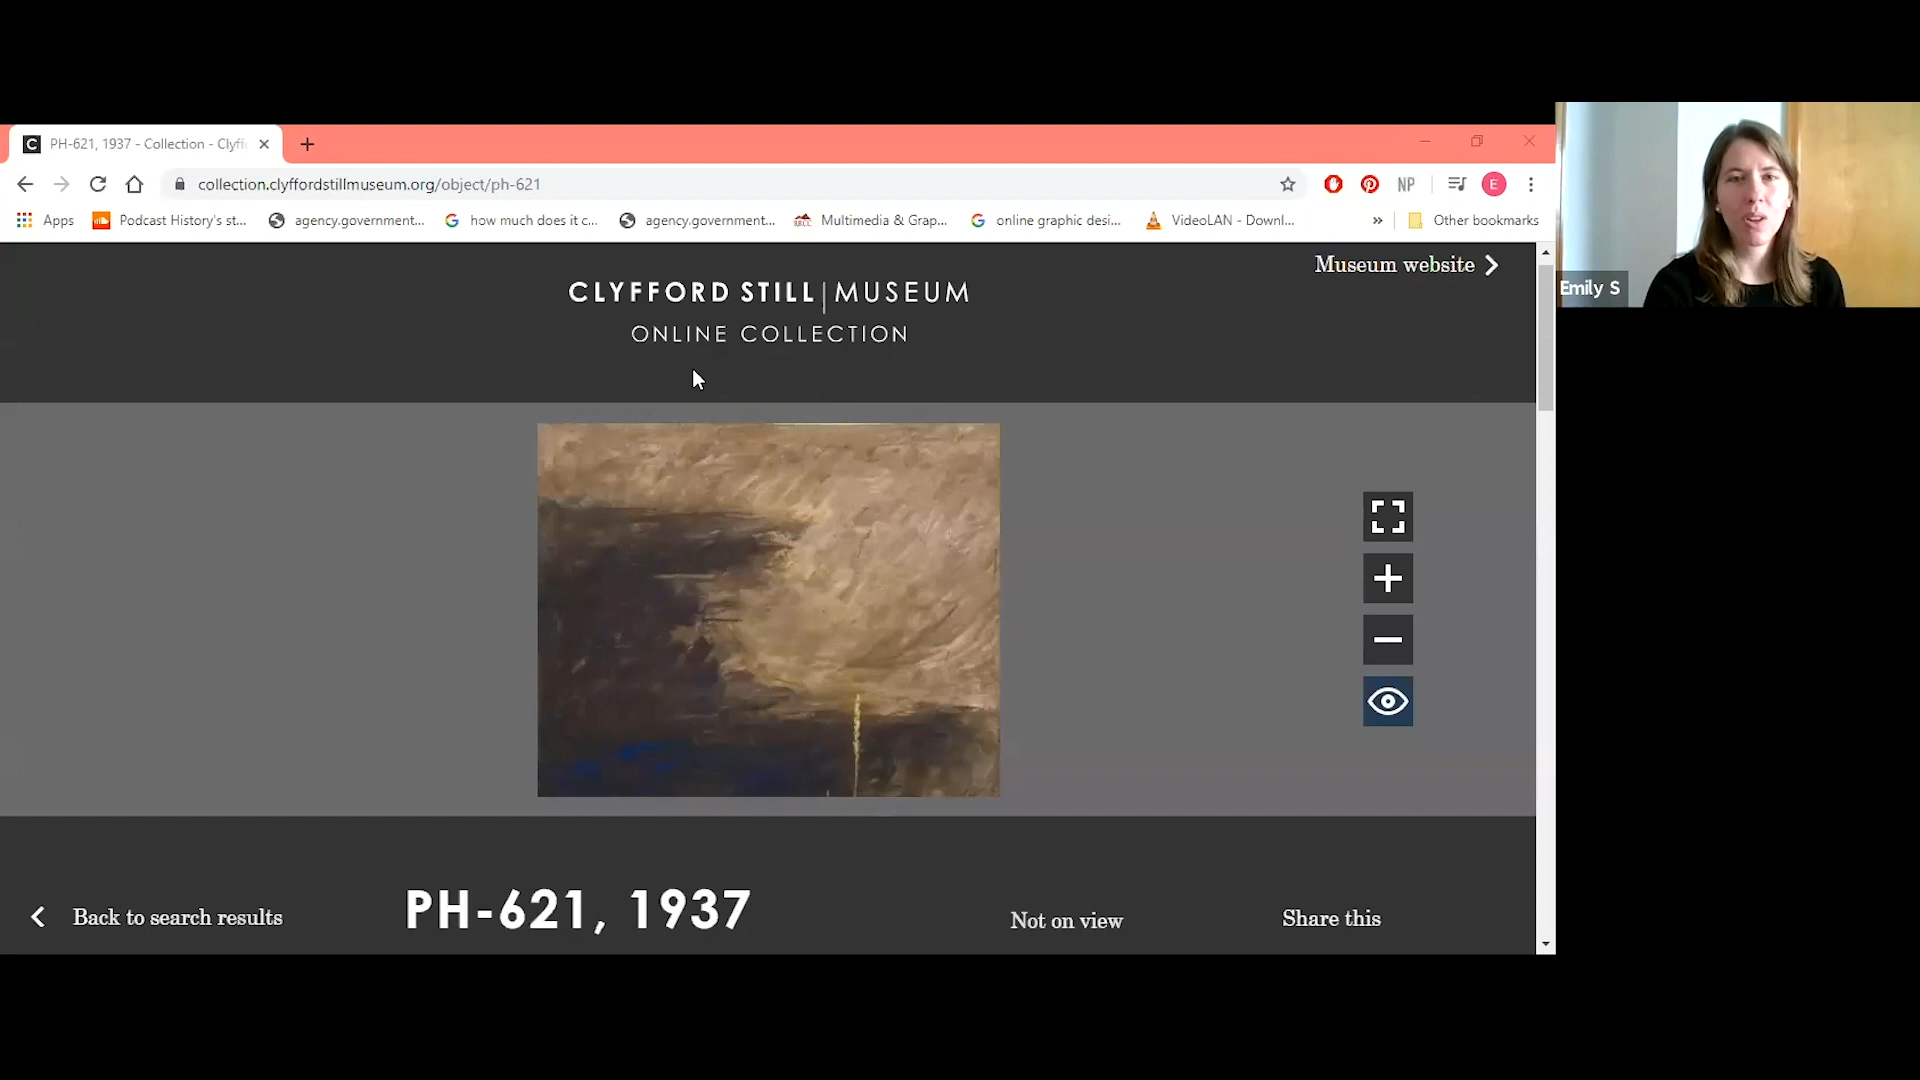 PH-621, 1937 - Collection - Clyff
collection.clyffordstillmuseum.org/object/ph-621
NP
E
Apps
Podcast History's st...
agency.government...
how much does it c...
agency.government...
Multimedia & Grap...
online graphic desi...
VideoLAN - Downl...
»
Other bookmarks
Museum website
CLYFFORD STILL|MUSEUM
ONLINE COLLECTION
Emily S
Back to search results
PH-621, 1937
Not on view
Share this